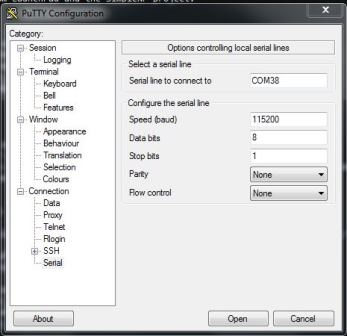 PuTTY Configuration
Category:
Session
Logging
Terminal
Keyboard
Bell
Features
Window
Appearance
Behaviour
Translation
Selection
Colours
Connection
Data
Proxy
Telnet
Rlogin
SSH
Serial
Options controlling local serial lines
Select a serial line
Serial line to connect to COM38
Configure the serial line
Speed (baud) 115200
Data bits 8
Stop bits 1
Parity None
Flow control None
About Open Cancel